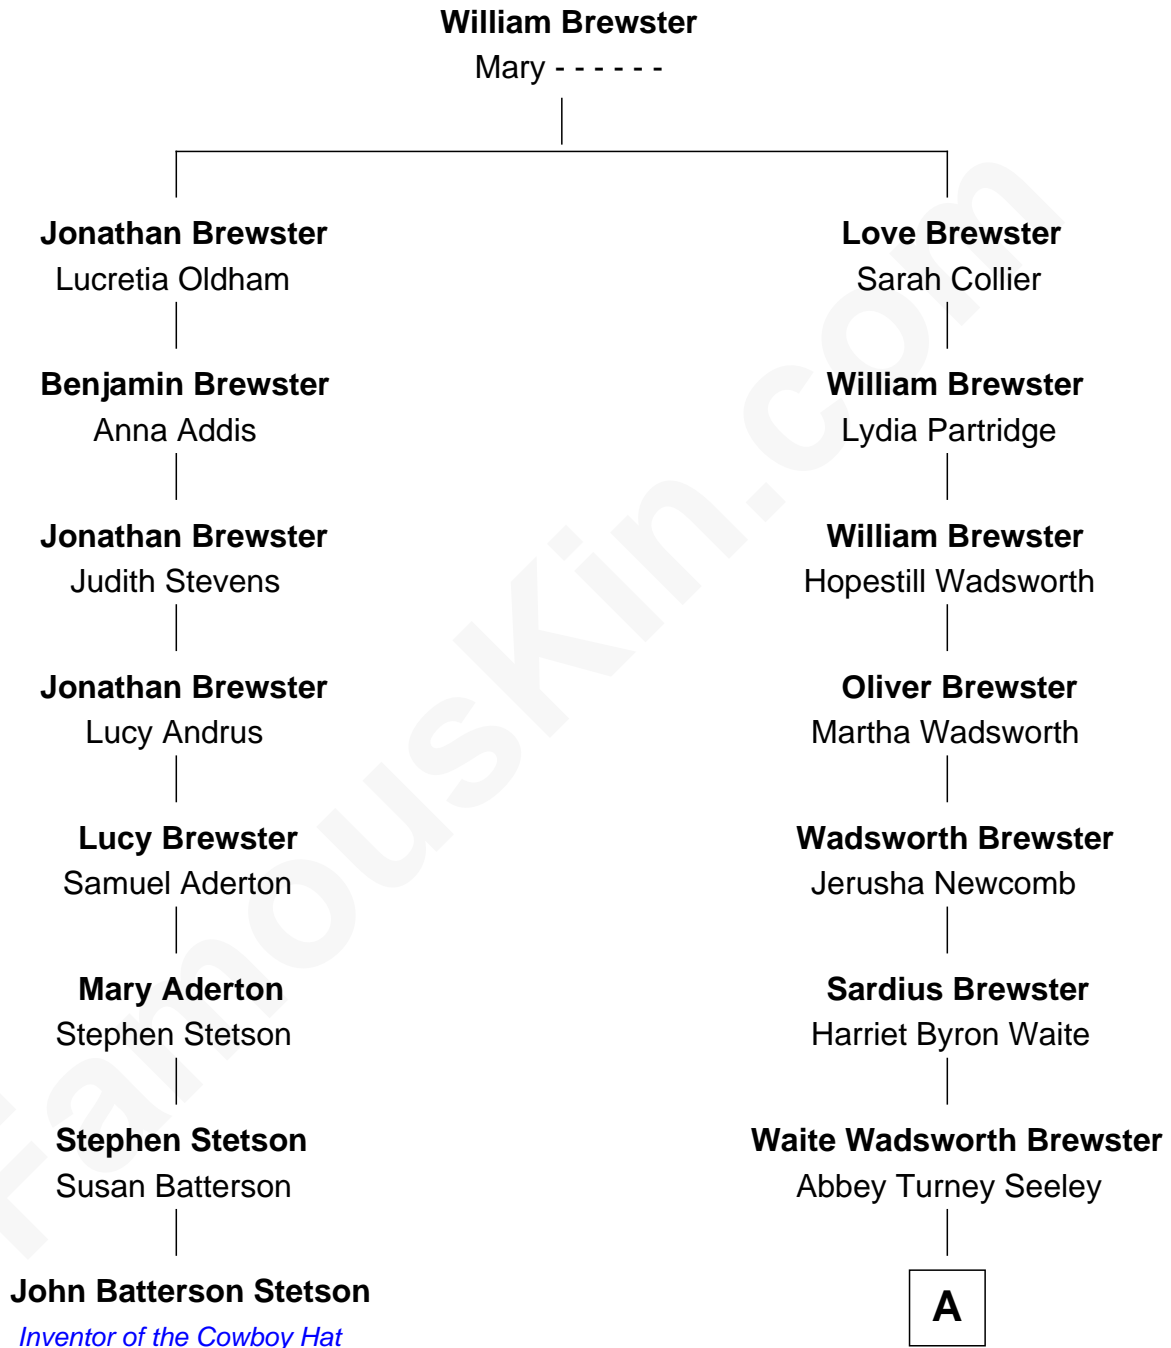 William Brewster
Mary - - - - - -
Jonathan Brewster
Lucretia Oldham
Love Brewster
Sarah Collier
Benjamin Brewster
Anna Addis
William Brewster
Lydia Partridge
Jonathan Brewster
Judith Stevens
William Brewster
Hopestill Wadsworth
Jonathan Brewster
Lucy Andrus
Oliver Brewster
Martha Wadsworth
Lucy Brewster
Samuel Aderton
Wadsworth Brewster
Jerusha Newcomb
Mary Aderton
Stephen Stetson
Sardius Brewster
Harriet Byron Waite
Stephen Stetson
Susan Batterson
Waite Wadsworth Brewster
Abbey Turney Seeley
John Batterson Stetson
Inventor of the Cowboy Hat
A
FamousKin.com